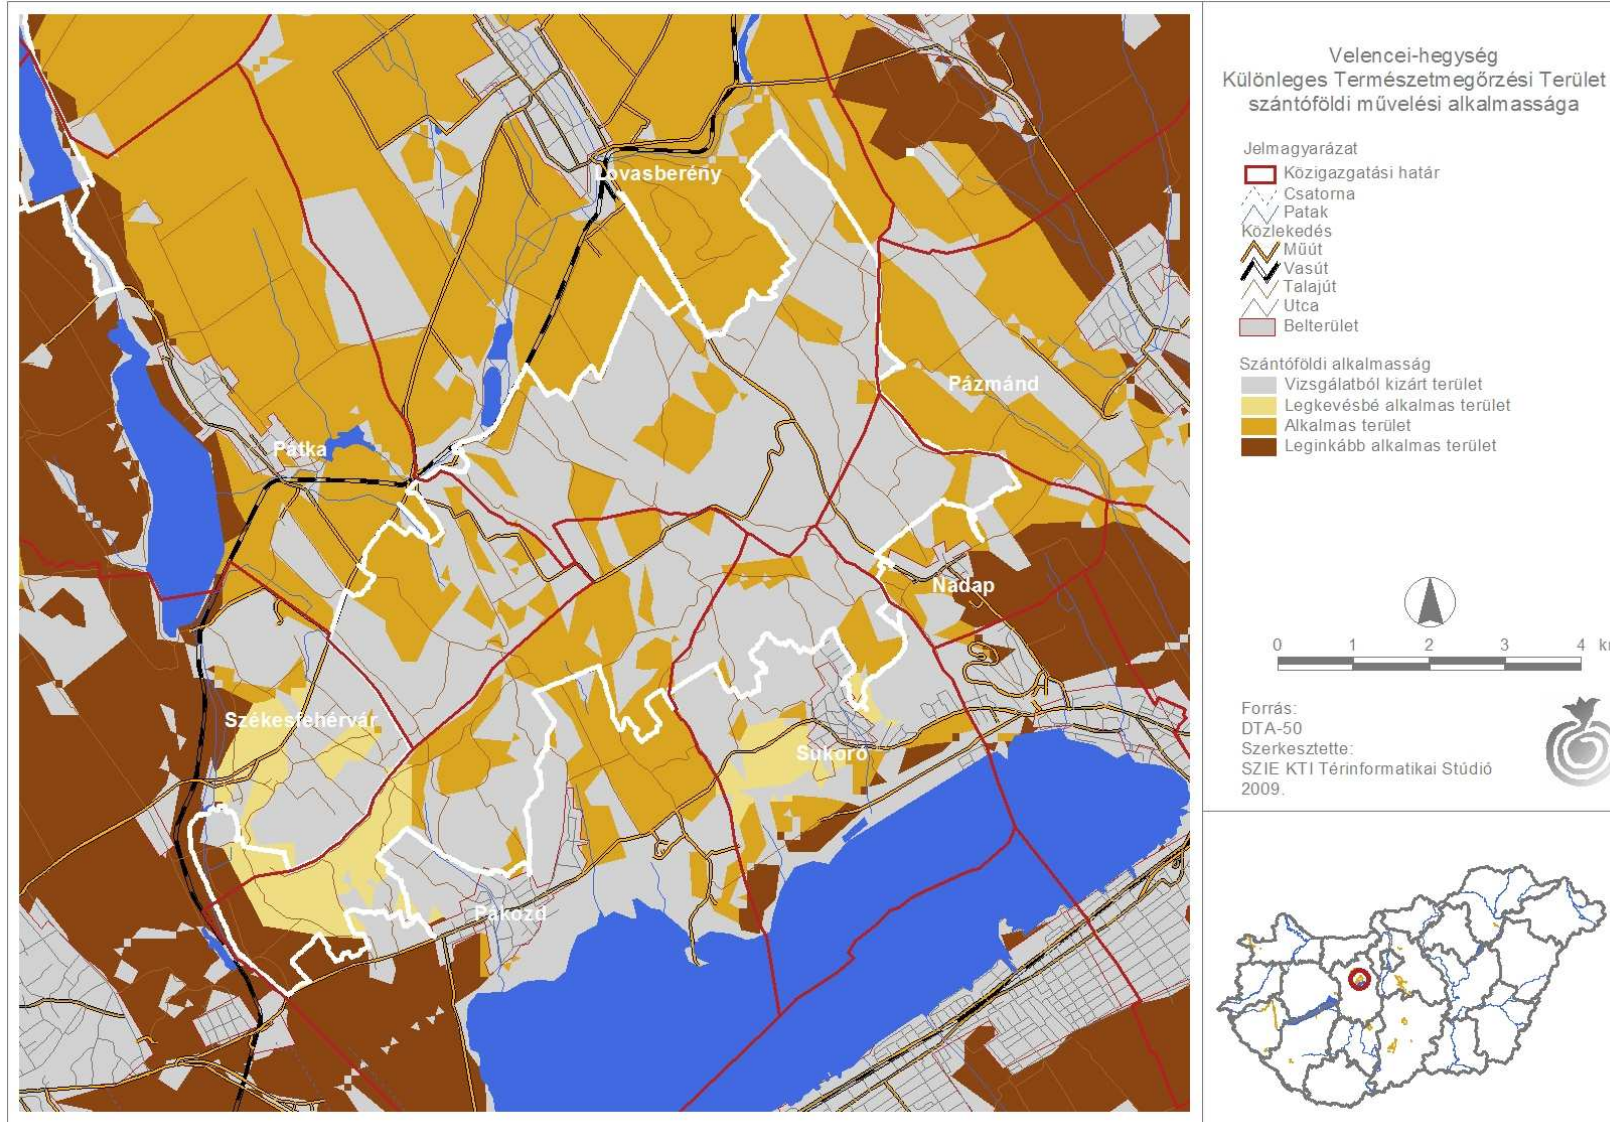 Lovasberény
Pázmánd
Pátka
Nadap
Székesfehérvár
Sukoró
Pákozd
Velencei-hegység
Különleges Természetmegőrzési Terület
szántóföldi művelési alkalmassága
Jelmagyarázat
Közigazgatási határ
Csatorna
Patak
Közlekedés
Műút
Vasút
Talajút
Utca
Belterület
Szántóföldi alkalmasság
Vizsgálatból kizárt terület
Legkevésbé alkalmas terület
Alkalmas terület
Leginkább alkalmas terület
0 1 2 3 4
Forrás:
DTA-50
Szerkesztette:
SZIE KTI Térinformatikai Stúdió
2009.